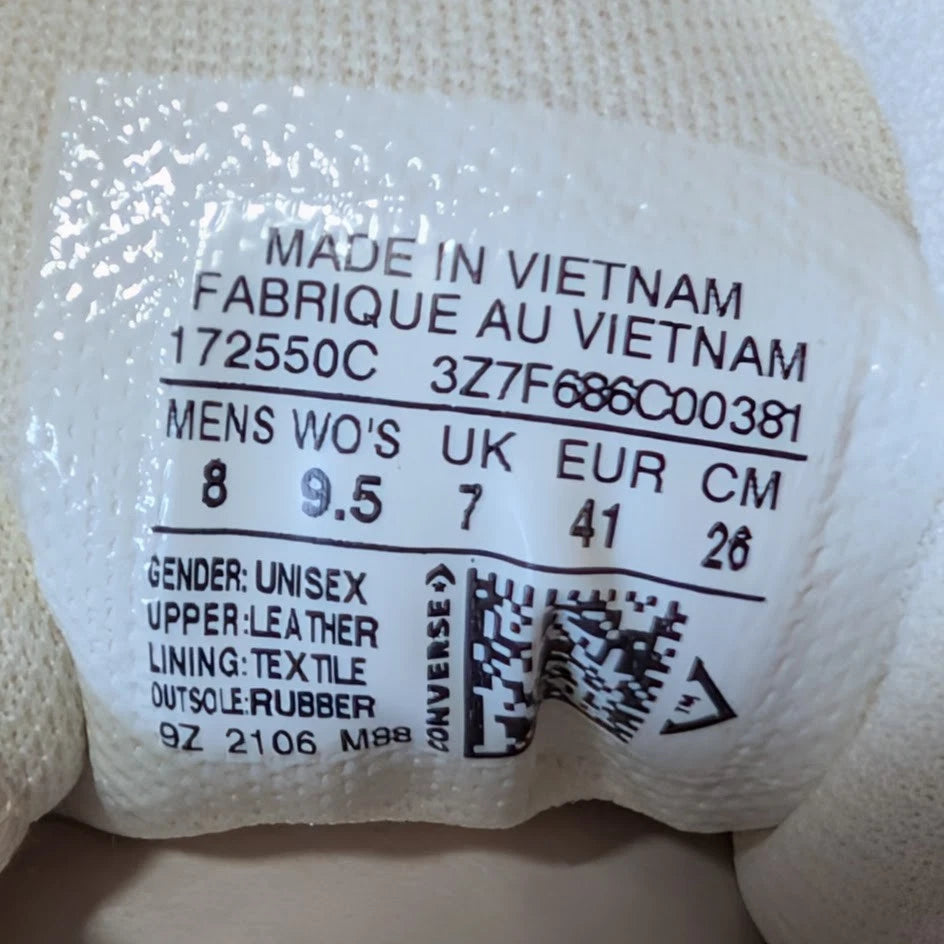 MADE IN VIETNAM
FABRIQUE AU VIETNAM
172550C 3Z7F686C00381
MENS WO'S UK EUR CM
8 9.5 7 41 26
GENDER: UNISEX
UPPER:LEATHER
LINING:TEXTILE
OUTSOLE:RUBBER
9Z 2106 M88
CONVERSE